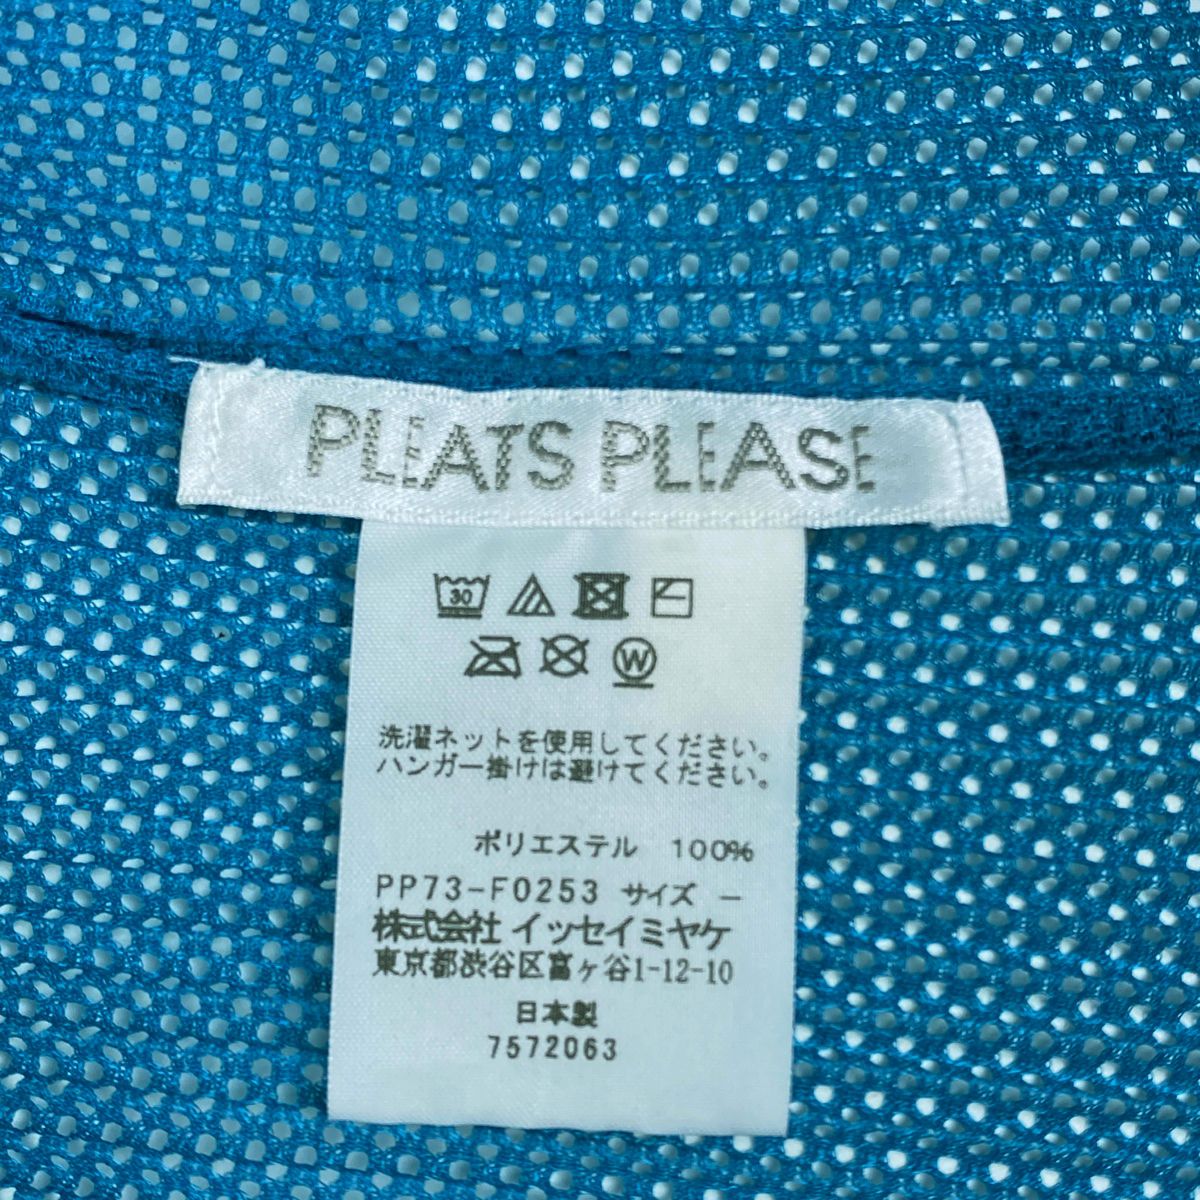 PLEATS PLEASE
30
W
洗濯ネットを使用してください。
ハンガー掛けは避けてください。
ポリエステル 100%
PP73-F0253 サイズ －
株式会社 イッセイミヤケ
東京都渋谷区富ヶ谷1-12-10
日本製
7572063